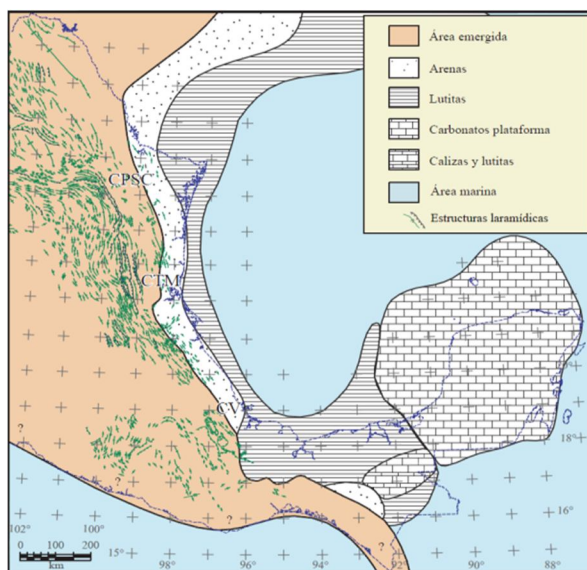 Área emergida
Arenas
Lutitas
Carbonatos plataforma
Calizas y lutitas
Área marina
Estructuras laramídicas
CPSC
CTM
CV
18°
?
?
?
?
?
102°
100°
15°
98°
96°
94°
92°
90°
88°
0
100
200
km